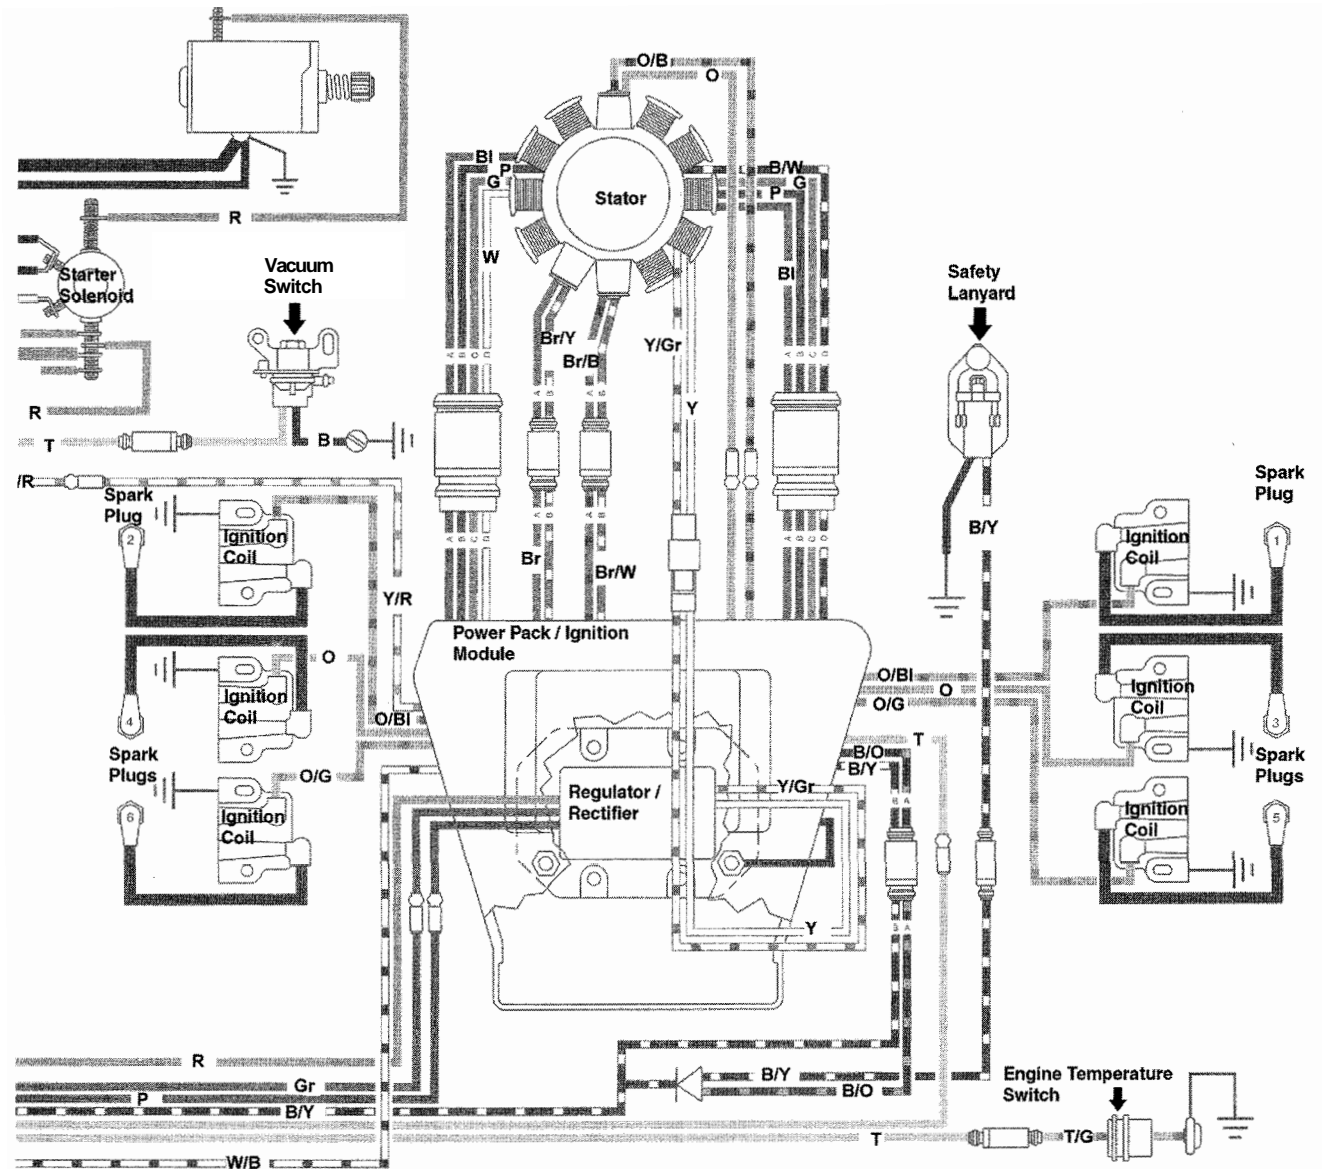 O/B
O
Bl
P
G
B/W
G
P
Stator
R
W
Bl
Vacuum
Switch
Starter
Solenoid
Safety
Lanyard
Br/Y
Br/B
Y/Gr
A B C D
A B
A B
A B C D
Y
R
T
B
/R
Spark
Plug
2
Ignition
Coil
A B C D
A B
A B
A B C D
B/Y
Spark
Plug
1
Ignition
Coil
Br
Br/W
Y/R
Power Pack / Ignition
Module
O
Ignition
Coil
4
O/Bl
O/Bl
O
O/G
Ignition
Coil
3
Spark
Plugs
Spark
Plugs
T
B/O
B/Y
O/G
Y/Gr
Regulator /
Rectifier
B A
6
Ignition
Coil
Ignition
Coil
5
Y
B A
R
Gr
P
B/Y
B/Y
B/O
Engine Temperature
Switch
T
T/G
W/B